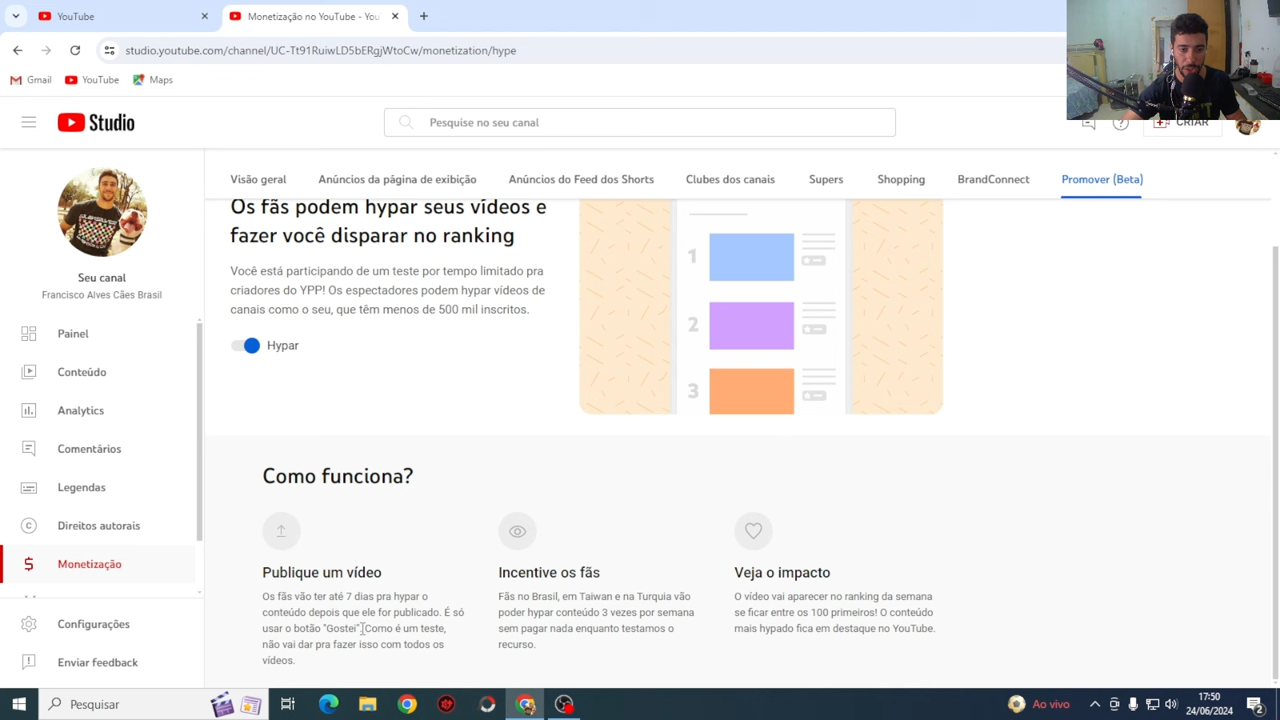 YouTube
Monetização no YouTube - You
studio.youtube.com/channel/UC-Tt91RuiwLD5bERgjWtoCw/monetization/hype
Gmail
YouTube
Maps
Studio
Pesquise no seu canal
CRIAR
Visão geral
Anúncios da página de exibição
Anúncios do Feed dos Shorts
Clubes dos canais
Supers
Shopping
BrandConnect
Promover (Beta)
Seu canal
Francisco Alves Cães Brasil
Painel
Conteúdo
Analytics
Comentários
Legendas
Direitos autorais
Monetização
Configurações
Enviar feedback
Os fãs podem hypar seus vídeos e
fazer você disparar no ranking
Você está participando de um teste por tempo limitado pra
criadores do YPP! Os espectadores podem hypar vídeos de
canais como o seu, que têm menos de 500 mil inscritos.
Hypar
1
2
3
Como funciona?
Publique um vídeo
Os fãs vão ter até 7 dias pra hypar o
conteúdo depois que ele for publicado. É só
usar o botão "Gostei". Como é um teste,
não vai dar pra fazer isso com todos os
vídeos.
Incentive os fãs
Fãs no Brasil, em Taiwan e na Turquia vão
poder hypar conteúdo 3 vezes por semana
sem pagar nada enquanto testamos o
recurso.
Veja o impacto
O vídeo vai aparecer no ranking da semana
se ficar entre os 100 primeiros! O conteúdo
mais hypado fica em destaque no YouTube.
Pesquisar
Ao vivo
17:50
24/06/2024
2